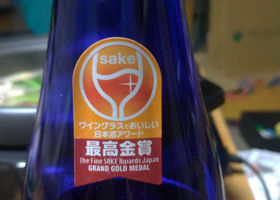 sake
ワイングラスでおいしい
日本酒アワード
最高金賞
The Fine SAKE Awards Japan
GRAND GOLD MEDAL